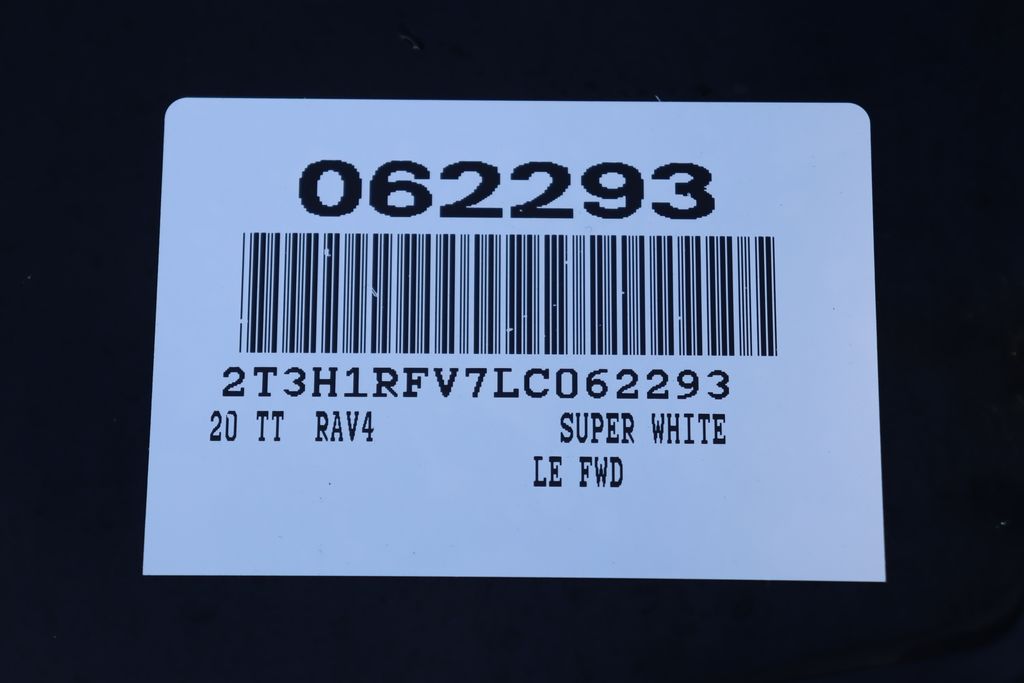 062293
2T3H1RFV7LC062293
20 TT RAV4 SUPER WHITE
LE FWD